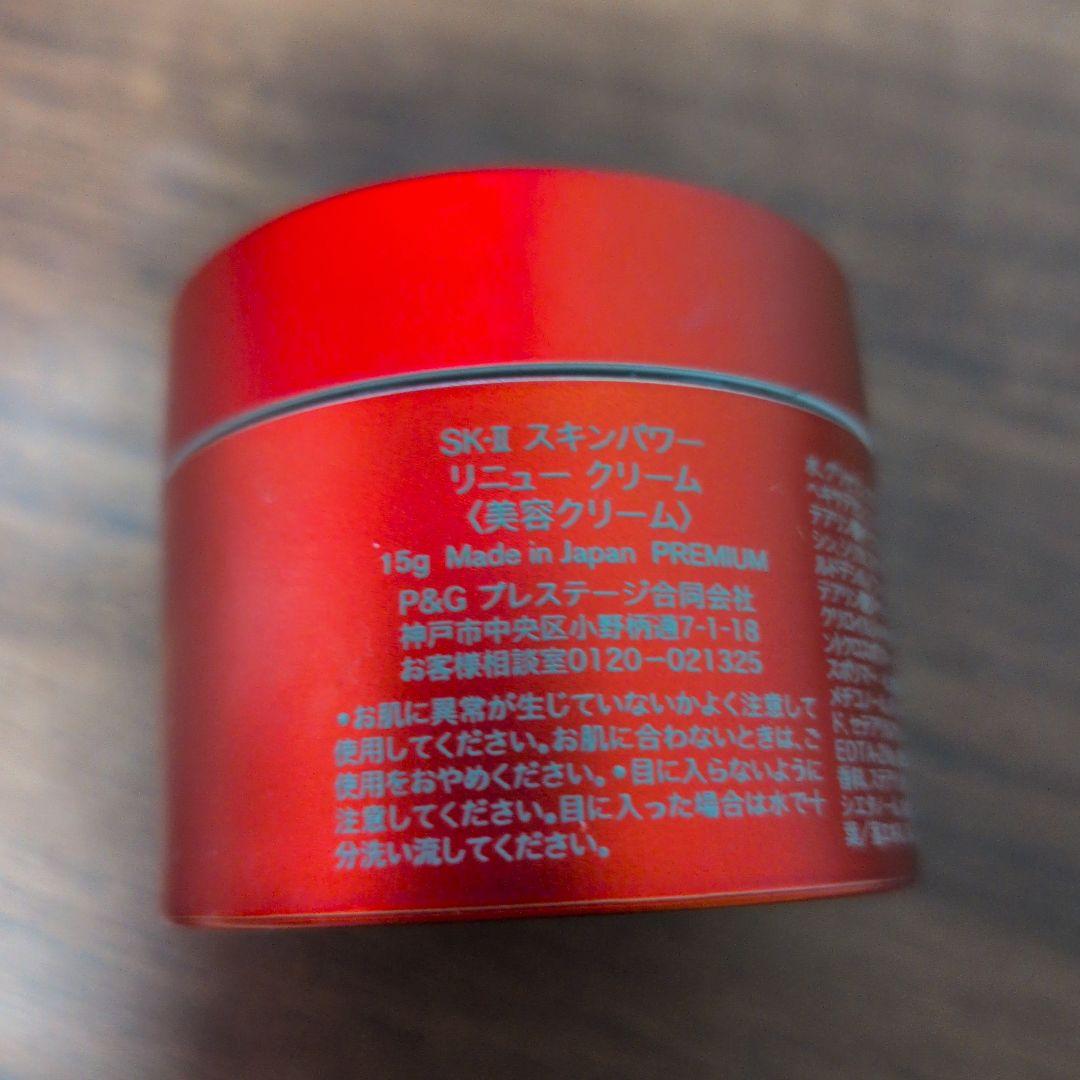 SK-Ⅱ スキンパワー
リニュー クリーム
〈美容クリーム〉
15g Made in Japan PREMIUM
P&G プレステージ合同会社
神戸市中央区小野柄通7-1-18
お客様相談室0120-021325
•お肌に異常が生じていないかよく注意して
使用してください。お肌に合わないときは、ご
使用をおやめください。•目に入らないように
注意してください。目に入った場合は水で十
分洗い流してください。